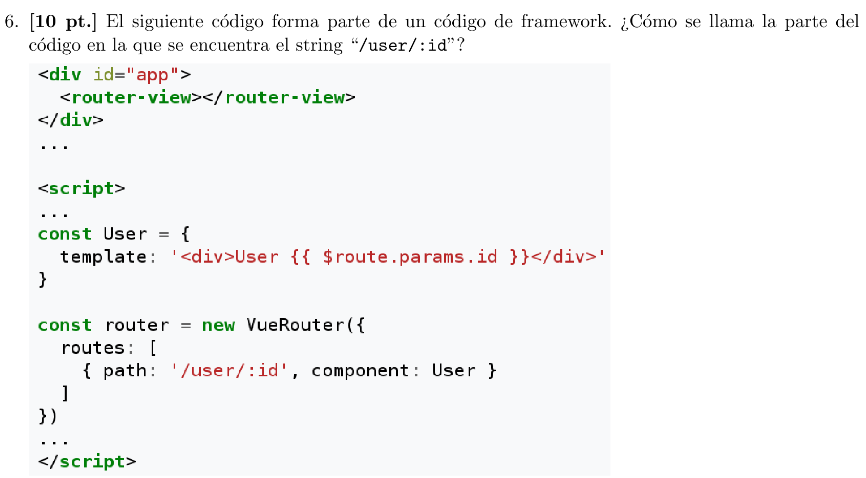 6. [10 pt.] El siguiente código forma parte de un código de framework. ¿Cómo se llama la parte del
código en la que se encuentra el string “/user/:id”?
<div id="app">
  <router-view></router-view>
</div>
...
<script>
...
const User = {
  template: '<div>User {{ $route.params.id }}</div>'
}
const router = new VueRouter({
  routes: [
    { path: '/user/:id', component: User }
  ]
})
...
</script>